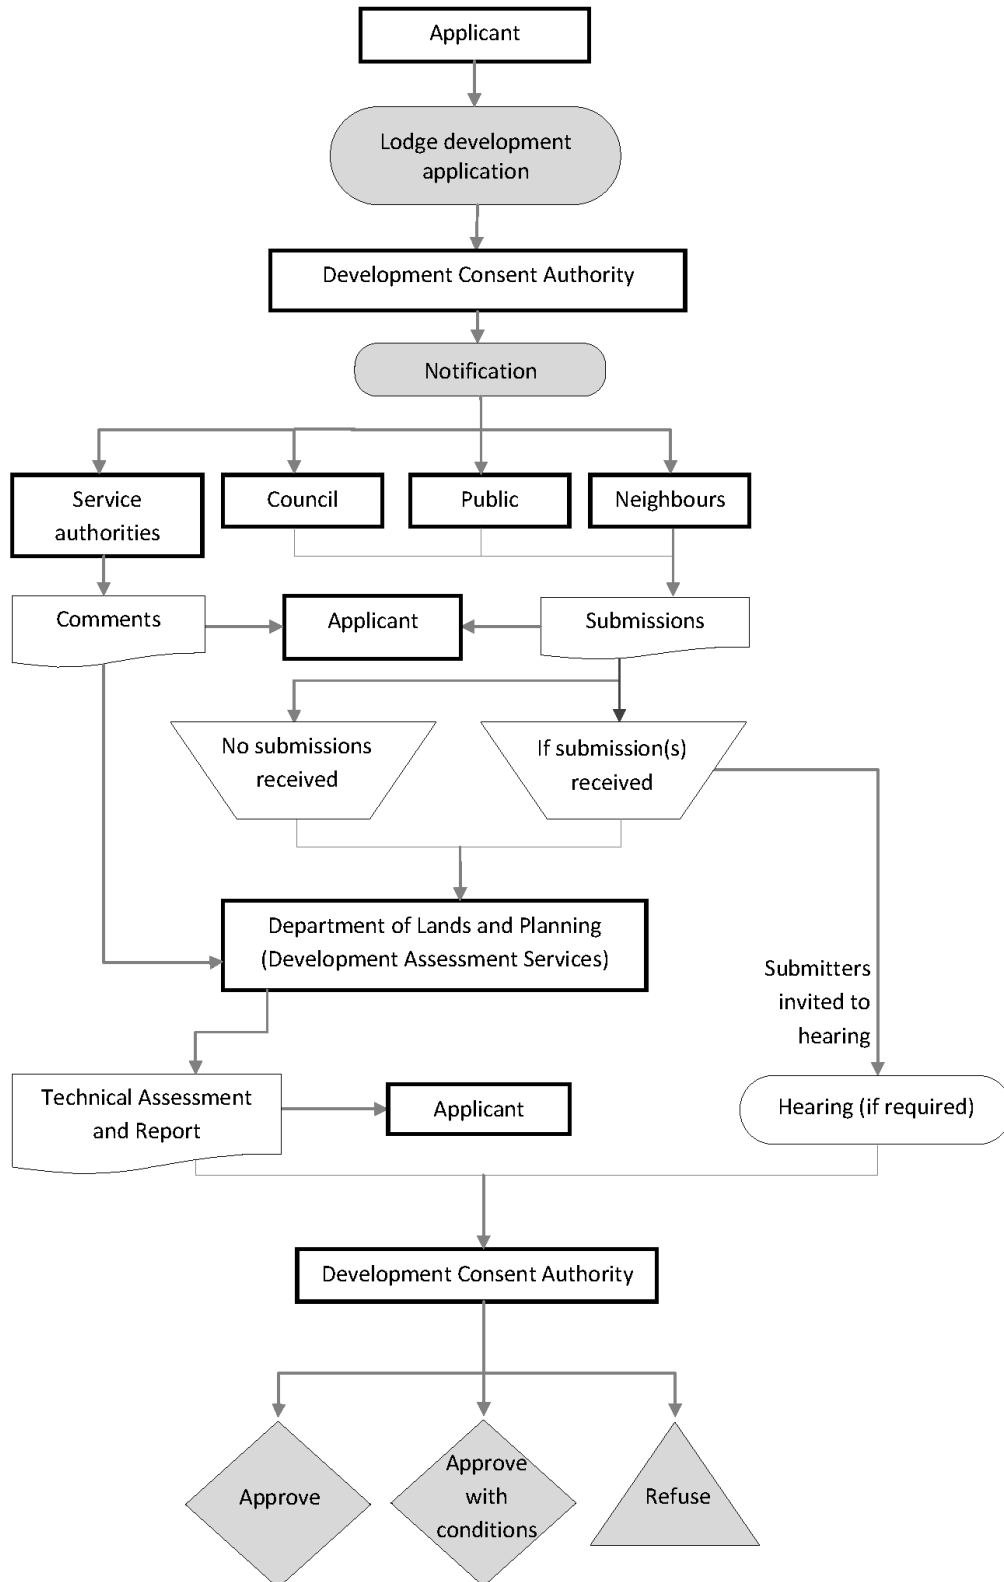 Applicant
Lodge development
application
Development Consent Authority
Notification
Service
authorities
Council
Public
Neighbours
Comments
Applicant
Submissions
No submissions
received
If submission(s)
received
Department of Lands and Planning
(Development Assessment Services)
Submitters
invited to
hearing
Technical Assessment
and Report
Applicant
Hearing (if required)
Development Consent Authority
Approve
Approve
with
conditions
Refuse